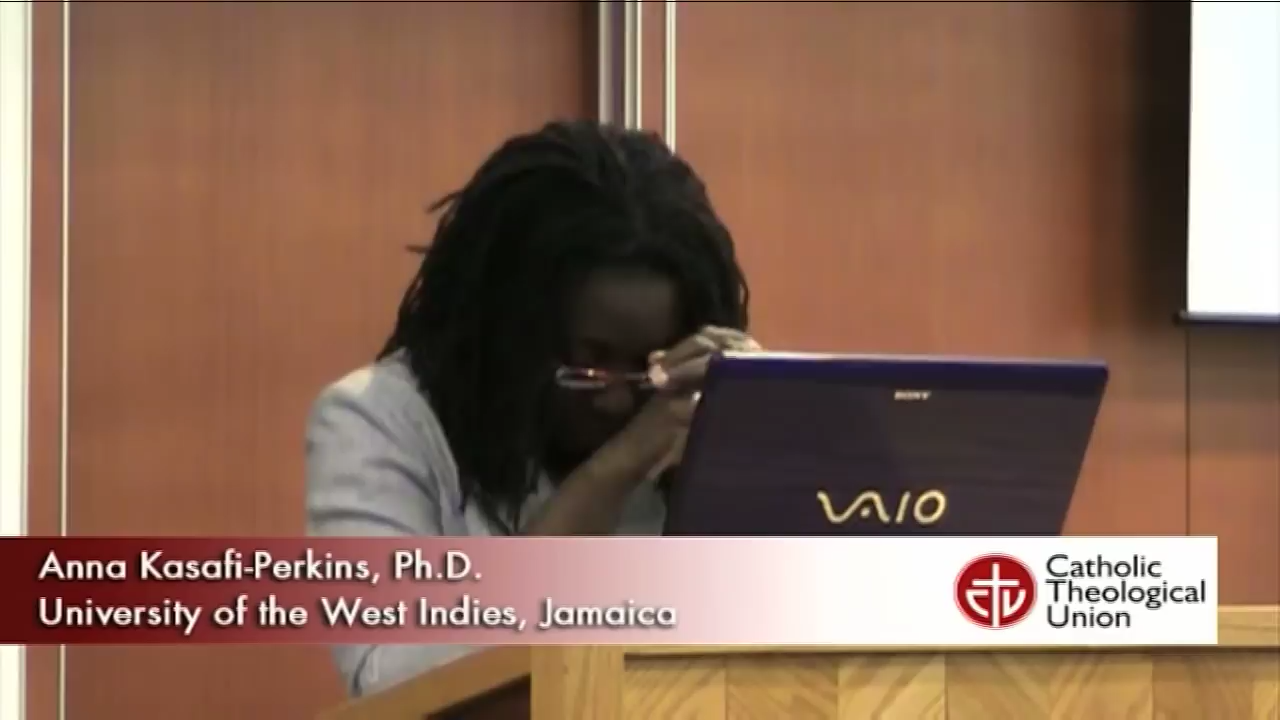 SONY
VAIO
Anna Kasafi-Perkins, Ph.D.
University of the West Indies, Jamaica
Catholic
Theological
Union